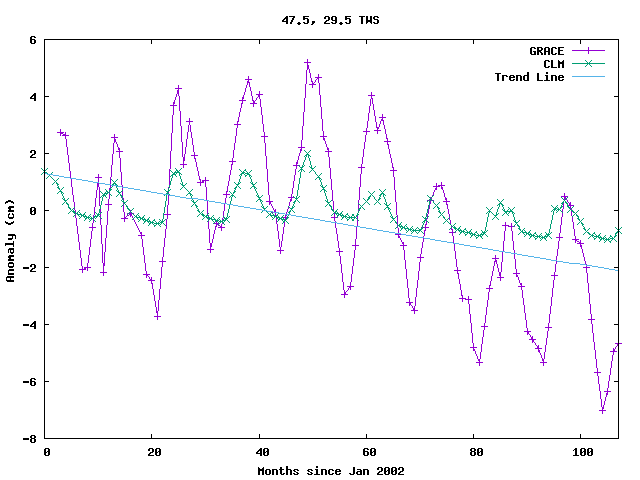 47.5, 29.5 TWS
GRACE
CLM
Trend Line
6
4
2
0
-2
-4
-6
-8
Anomaly (cm)
0 20 40 60 80 100
Months since Jan 2002